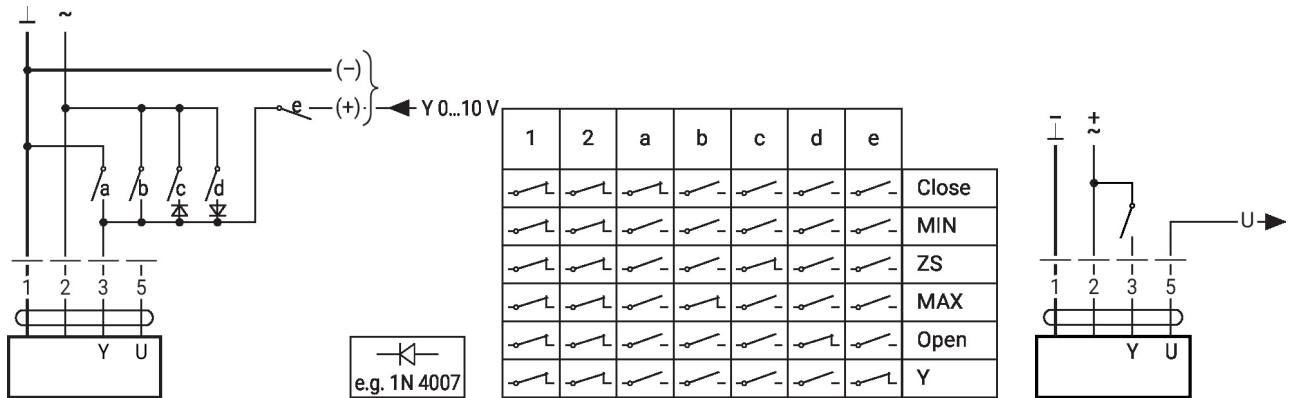 ⊥ ~
(–)
e (+) Y 0...10 V
a b c d
1 2 3 5
Y U
e.g. 1N 4007
1 2 a b c d e
Close
MIN
ZS
MAX
Open
Y
– +
⊥ ~
U
1 2 3 5
Y U